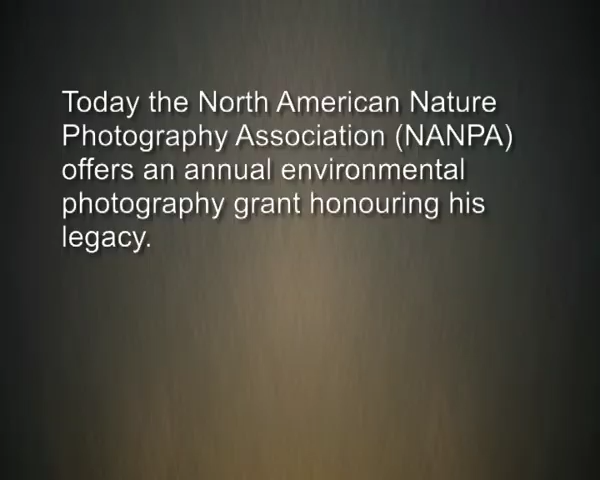 Today the North American Nature
Photography Association (NANPA)
offers an annual environmental
photography grant honouring his
legacy.